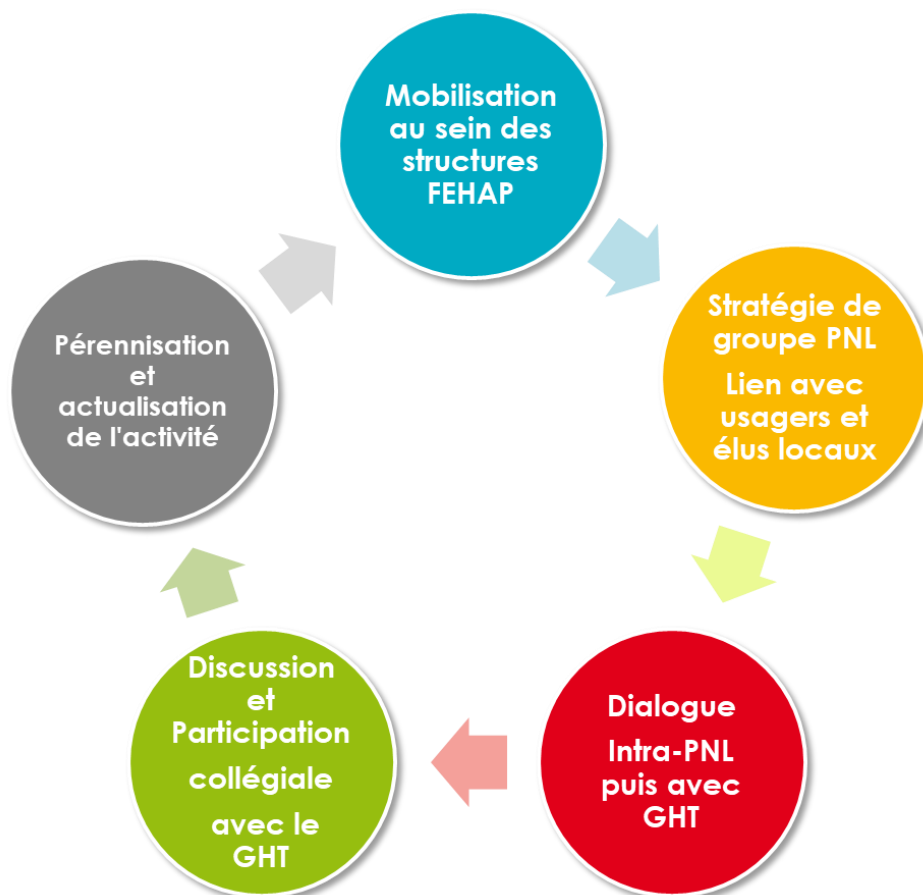 Mobilisation
au sein des
structures
FEHAP
Stratégie de
groupe PNL
Lien avec
usagers et
élus locaux
Dialogue
Intra-PNL
puis avec
GHT
Discussion
et
Participation
collégiale
avec le
GHT
Pérennisation
et
actualisation
de l'activité